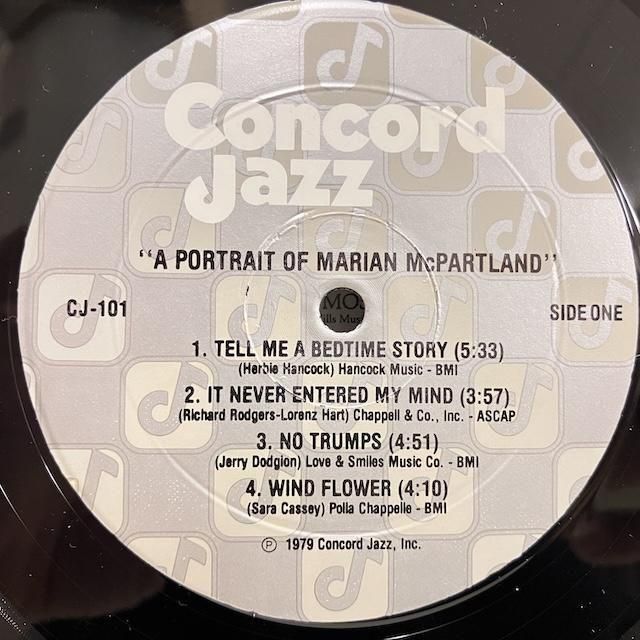 Concord
Jazz
"A PORTRAIT OF MARIAN McPARTLAND"
CJ-101
SIDE ONE
MOS
ills Mus
1. TELL ME A BEDTIME STORY (5:33)
(Herbie Hancock) Hancock Music - BMI
2. IT NEVER ENTERED MY MIND (3:57)
(Richard Rodgers-Lorenz Hart) Chappell & Co., Inc. - ASCAP
3. NO TRUMPS (4:51)
(Jerry Dodgion) Love & Smiles Music Co. - BMI
4. WIND FLOWER (4:10)
(Sara Cassey) Polla Chappelle - BMI
℗ 1979 Concord Jazz, Inc.